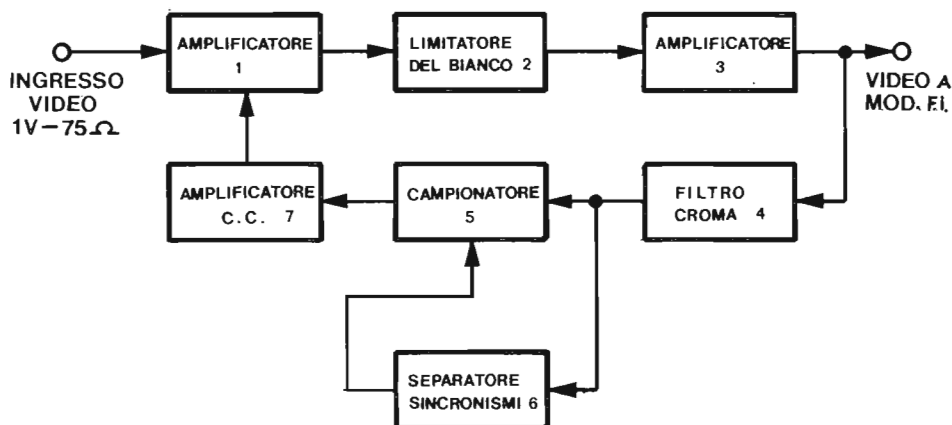 INGRESSO
VIDEO
1V-75Ω
AMPLIFICATORE
1
LIMITATORE
DEL BIANCO 2
AMPLIFICATORE
3
VIDEO A
MOD. F.I.
AMPLIFICATORE
C.C. 7
CAMPIONATORE
5
FILTRO
CROMA 4
SEPARATORE
SINCRONISMI 6